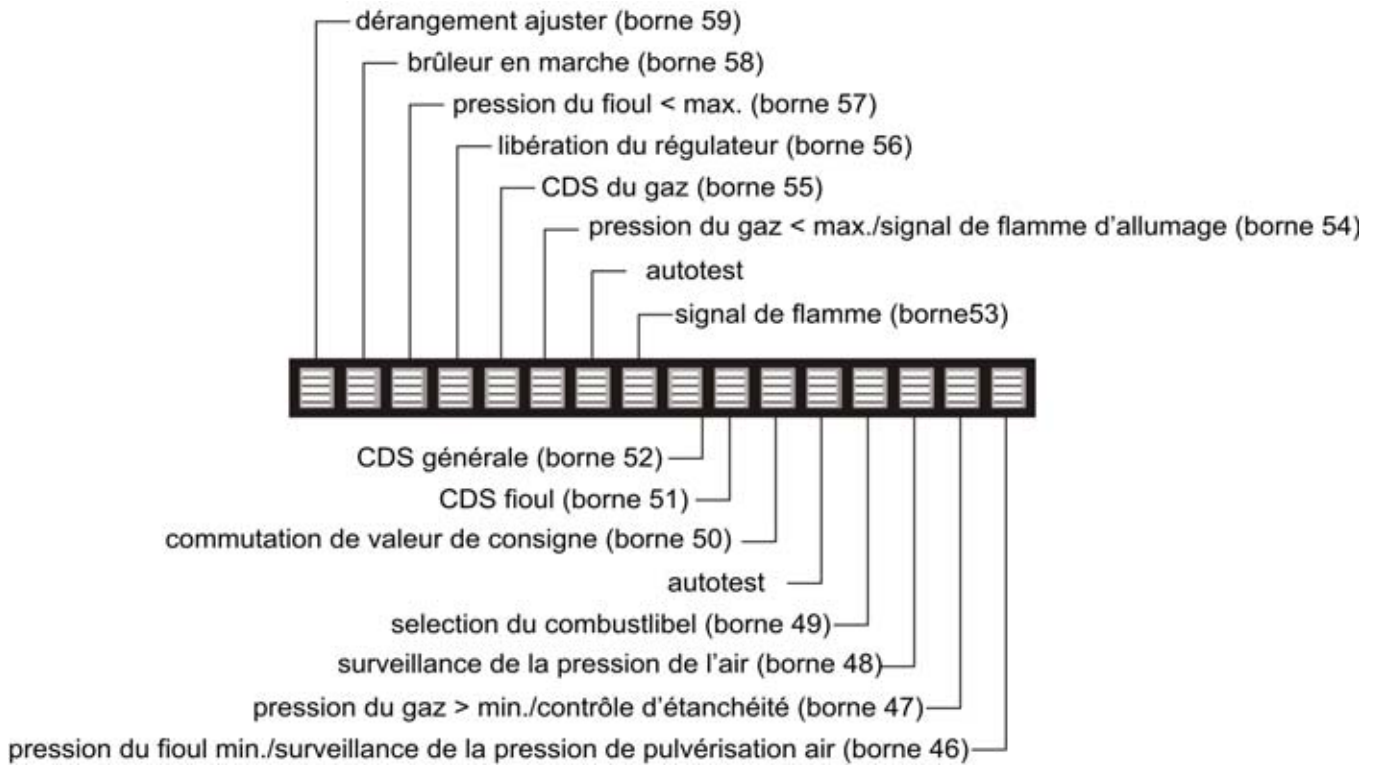 dérangement ajuster (borne 59)
brûleur en marche (borne 58)
pression du fioul < max. (borne 57)
libération du régulateur (borne 56)
CDS du gaz (borne 55)
pression du gaz < max./signal de flamme d'allumage (borne 54)
autotest
signal de flamme (borne53)
CDS générale (borne 52)
CDS fioul (borne 51)
commutation de valeur de consigne (borne 50)
autotest
selection du combustlibel (borne 49)
surveillance de la pression de l'air (borne 48)
pression du gaz > min./contrôle d'étanchéité (borne 47)
pression du fioul min./surveillance de la pression de pulvérisation air (borne 46)